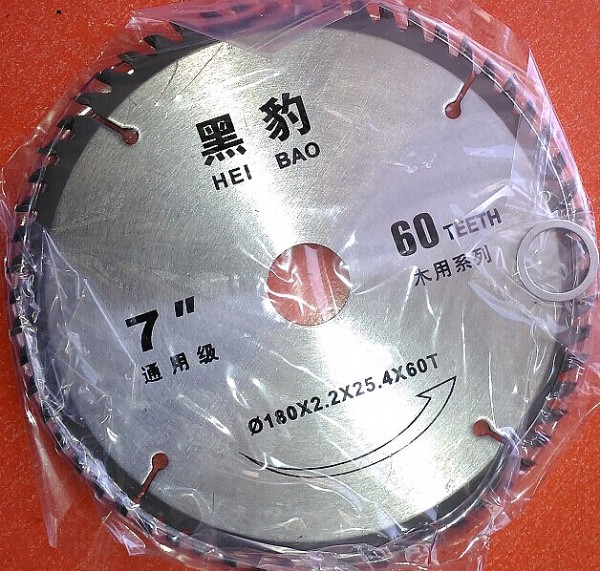 黑豹
HEI BAO
60 TEETH
木用系列
7"
通用级
Ø180X2.2X25.4X60T